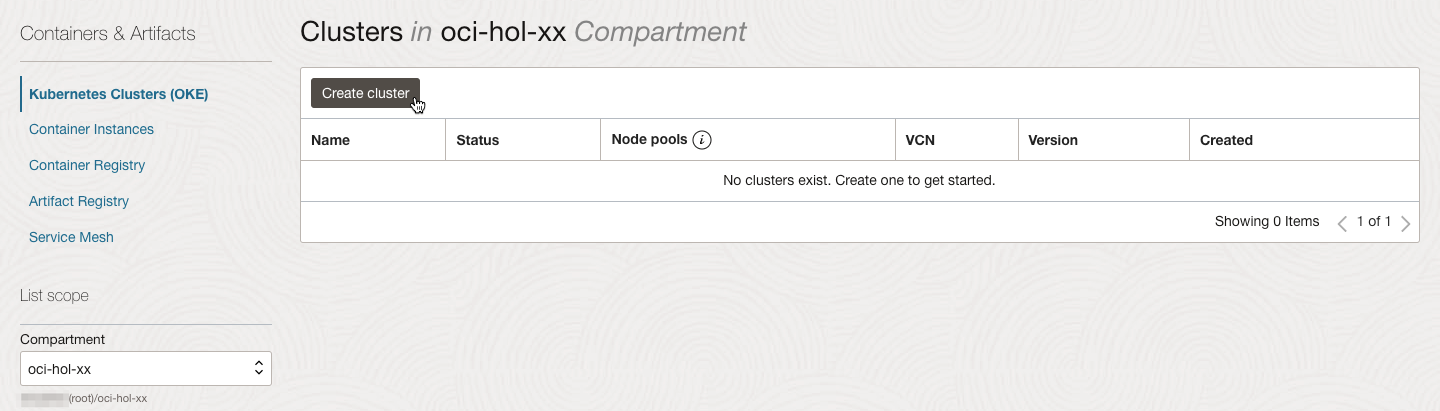 Containers & Artifacts
Kubernetes Clusters (OKE)
Container Instances
Container Registry
Artifact Registry
Service Mesh
List scope
Compartment
oci-hol-xx
(root)/oci-hol-xx
Clusters in oci-hol-xx Compartment
Create cluster
Name Status Node pools i VCN Version Created
No clusters exist. Create one to get started.
Showing 0 Items 1 of 1